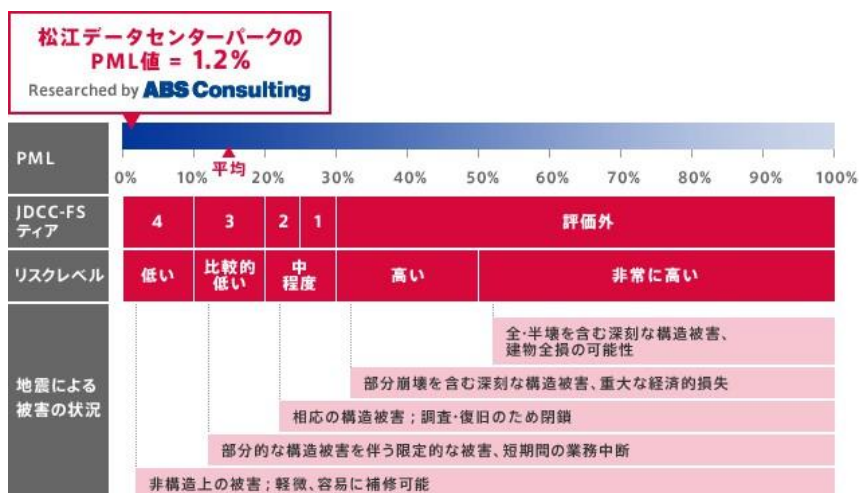 松江データセンターパークの
PML値 = 1.2%
Researched by ABS Consulting
PML
平均
0% 10% 20% 30% 40% 50% 60% 70% 80% 90% 100%
JDCC-FS
ティア
4 3 2 1 評価外
リスクレベル
低い
比較的
低い
中
程度
高い
非常に高い
地震による
被害の状況
全・半壊を含む深刻な構造被害、
建物全損の可能性
部分崩壊を含む深刻な構造被害、重大な経済的損失
相応の構造被害；調査・復旧のため閉鎖
部分的な構造被害を伴う限定的な被害、短期間の業務中断
非構造上の被害；軽微、容易に補修可能